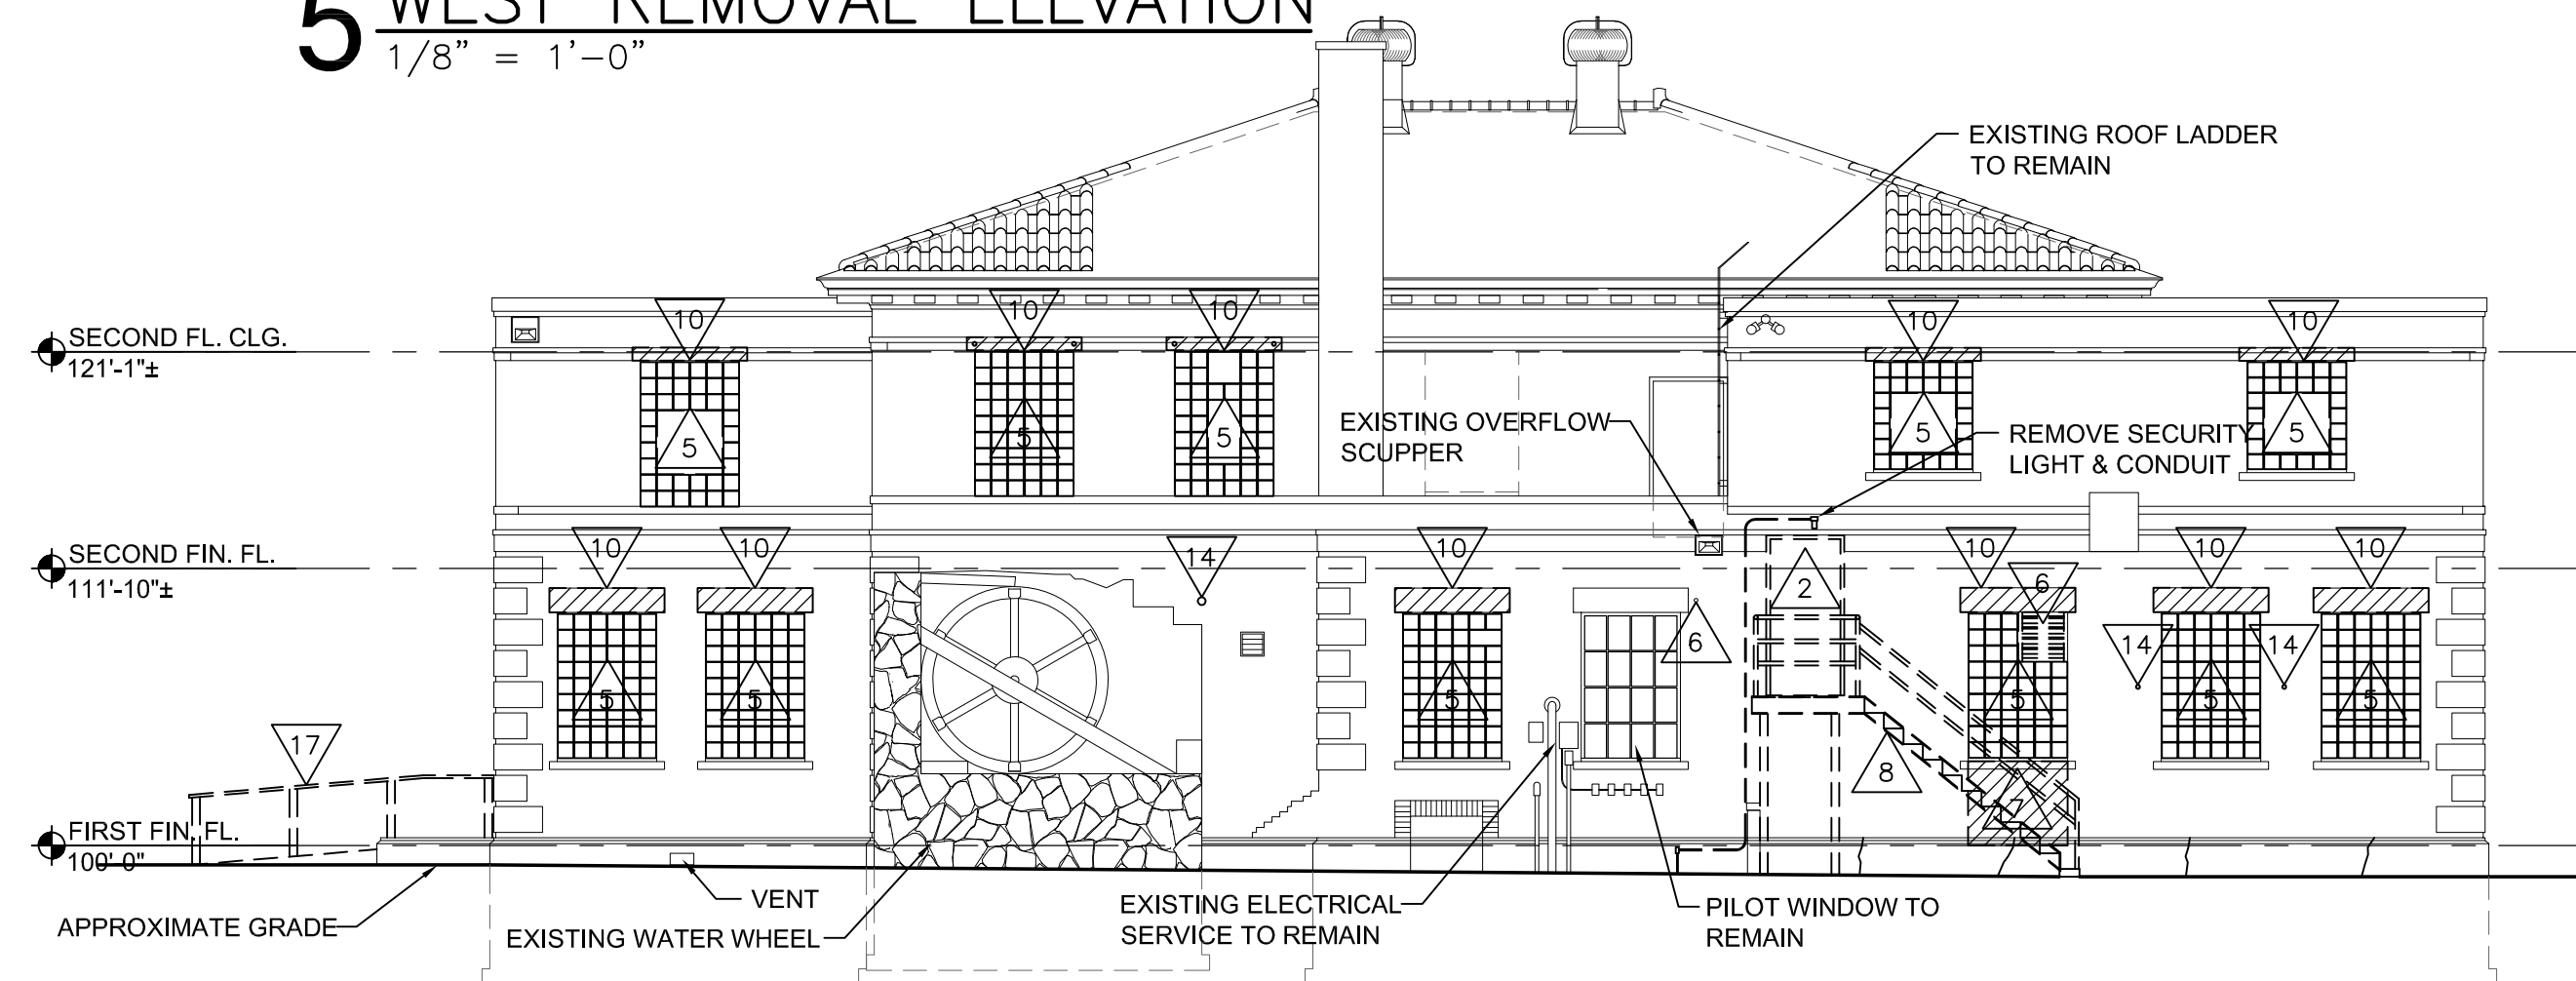 5 WEST REMOVAL ELEVATION
1/8" = 1'-0"
EXISTING ROOF LADDER
TO REMAIN
10
10
10
10
10
SECOND FL. CLG.
121'-1"±
5
5
5
5
5
EXISTING OVERFLOW
SCUPPER
REMOVE SECURITY
LIGHT & CONDUIT
10
10
14
10
10
10
10
SECOND FIN. FL.
111'-10"±
2
6
6
14
14
5
5
5
5
5
5
17
8
7
FIRST FIN. FL.
100'-0"
VENT
APPROXIMATE GRADE
EXISTING WATER WHEEL
EXISTING ELECTRICAL
SERVICE TO REMAIN
PILOT WINDOW TO
REMAIN